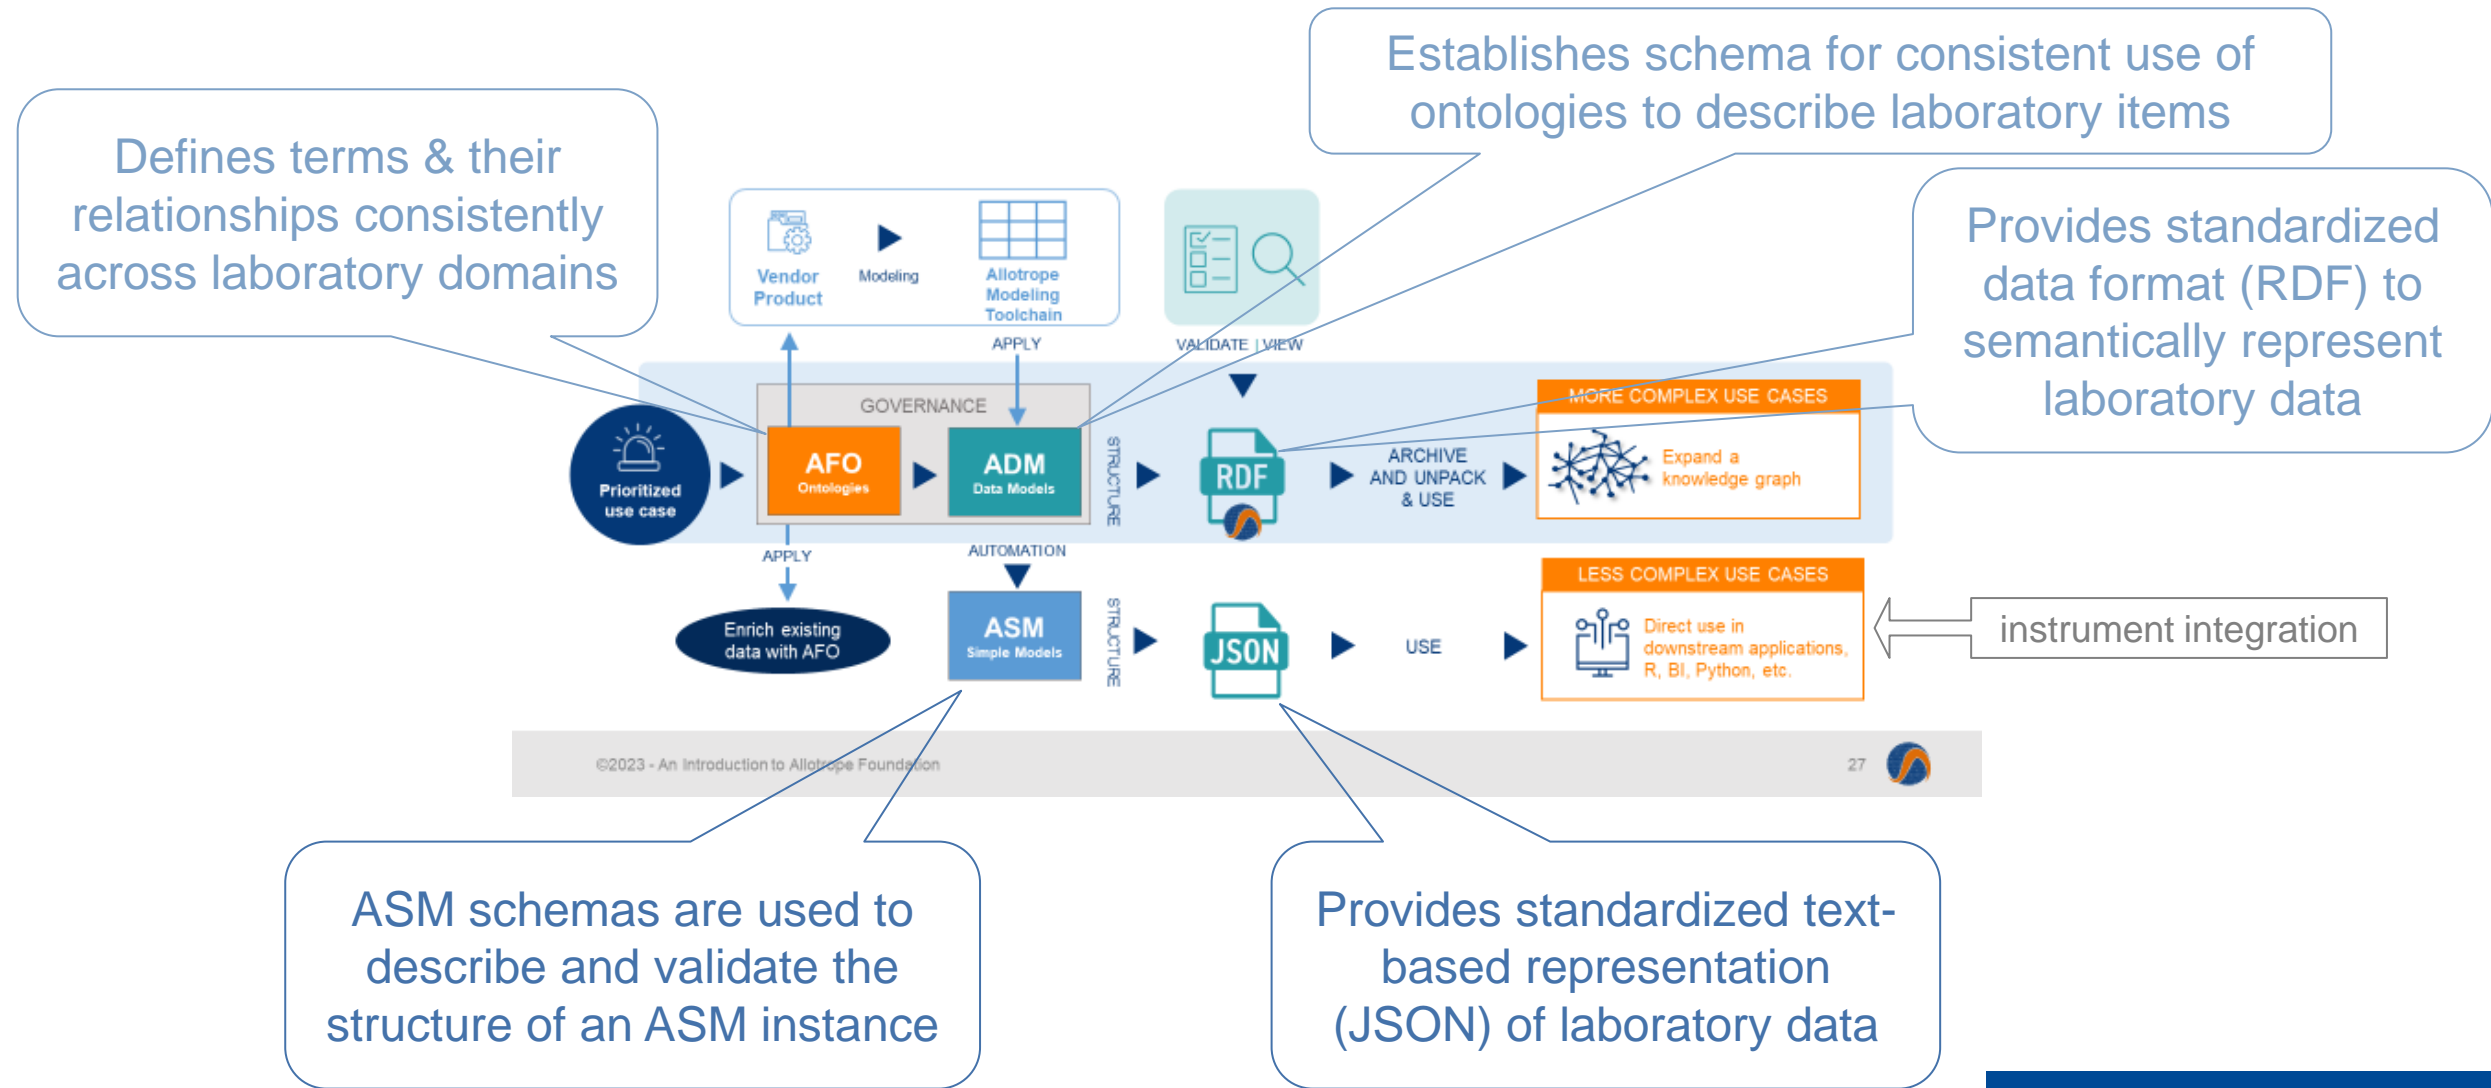 Establishes schema for consistent use of
ontologies to describe laboratory items
Defines terms & their
relationships consistently
across laboratory domains
Provides standardized
data format (RDF) to
semantically represent
laboratory data
Vendor
Product
Modeling
Allotrope
Modeling
Toolchain
APPLY
VALIDATE | VIEW
GOVERNANCE
Prioritized
use case
AFO
Ontologies
ADM
Data Models
STRUCTURE
RDF
ARCHIVE
AND UNPACK
& USE
MORE COMPLEX USE CASES
Expand a
knowledge graph
APPLY
AUTOMATION
Enrich existing
data with AFO
ASM
Simple Models
STRUCTURE
JSON
USE
LESS COMPLEX USE CASES
Direct use in
downstream applications,
R, BI, Python, etc.
instrument integration
©2023 - An Introduction to Allotrope Foundation
27
ASM schemas are used to
describe and validate the
structure of an ASM instance
Provides standardized text-
based representation
(JSON) of laboratory data